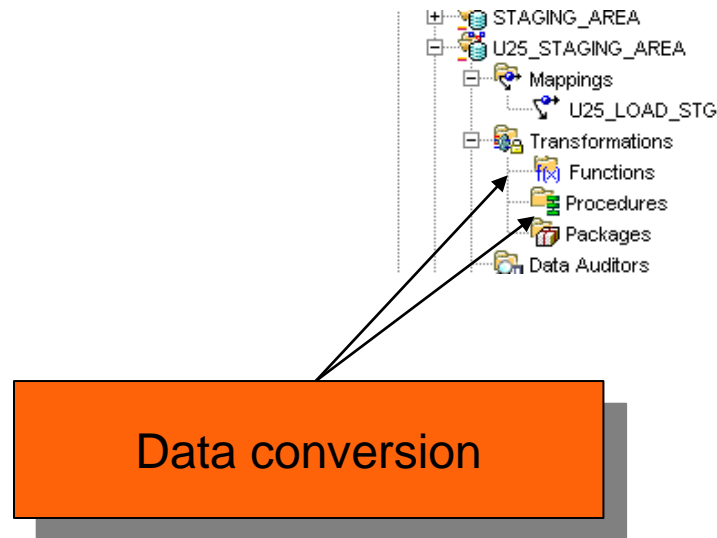 STAGING_AREA
U25_STAGING_AREA
Mappings
U25_LOAD_STG
Transformations
f(x) Functions
Procedures
Packages
Data Auditors
Data conversion